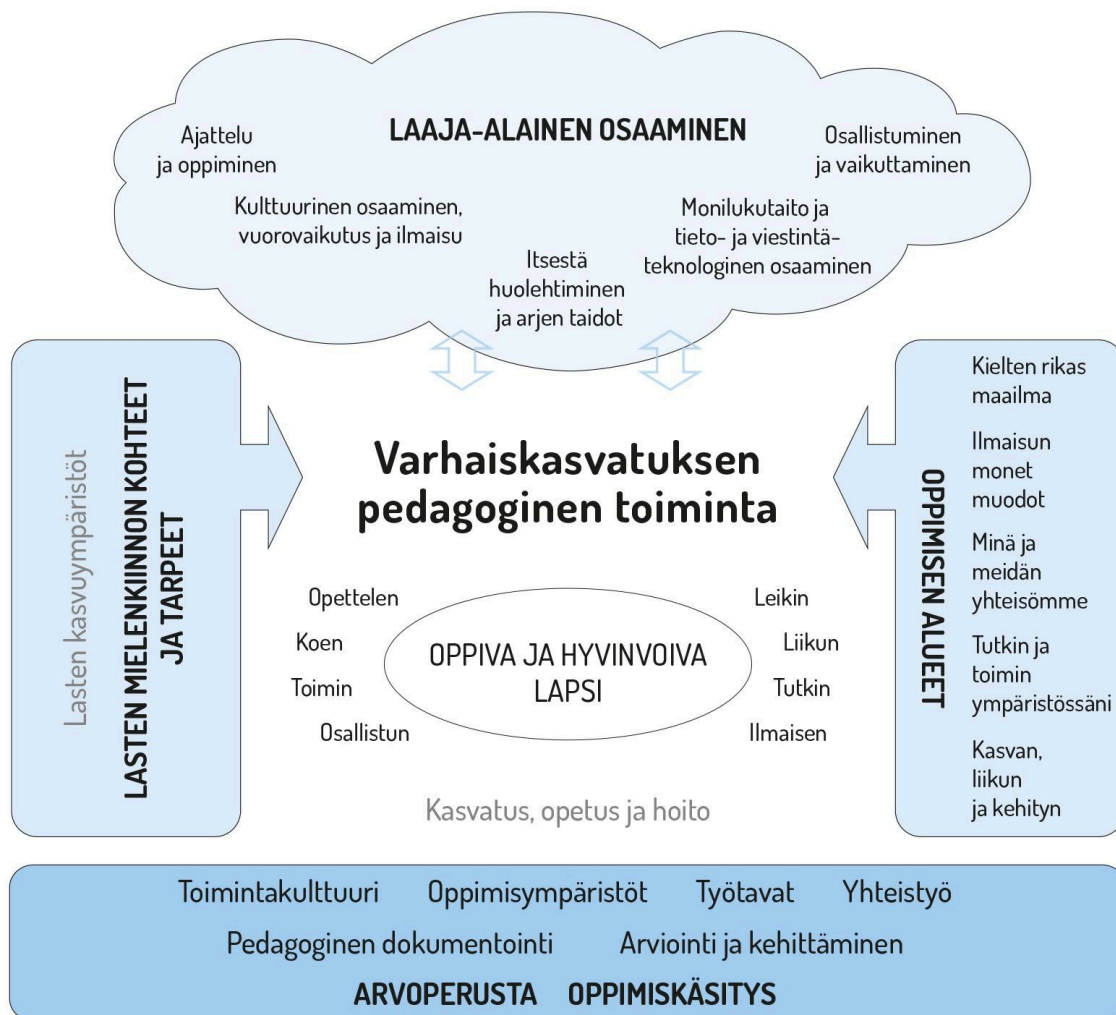 LAAJA-ALAINEN OSAAMINEN
Ajattelu
ja oppiminen
Kulttuurinen osaaminen,
vuorovaikutus ja ilmaisu
Itsestä
huolehtiminen
ja arjen taidot
Monilukutaito ja
tieto- ja viestintä-
teknologinen osaaminen
Osallistuminen
ja vaikuttaminen
Lasten kasvuympäristöt
LASTEN MIELENKIINNON KOHTEET
JA TARPEET
Varhaiskasvatuksen
pedagoginen toiminta
Opettelen
Koen
Toimin
Osallistun
OPPIVA JA HYVINVOIVA
LAPSI
Leikin
Liikun
Tutkin
Ilmaisen
Kasvatus, opetus ja hoito
OPPIMISEN ALUEET
Kielten rikas
maailma
Ilmaisun
monet
muodot
Minä ja
meidän
yhteisömme
Tutkin ja
toimin
ympäristössäni
Kasvan,
liikun
ja kehityn
Toimintakulttuuri Oppimisympäristöt Työtavat Yhteistyö
Pedagoginen dokumentointi Arviointi ja kehittäminen
ARVOPERUSTA OPPIMISKÄSITYS